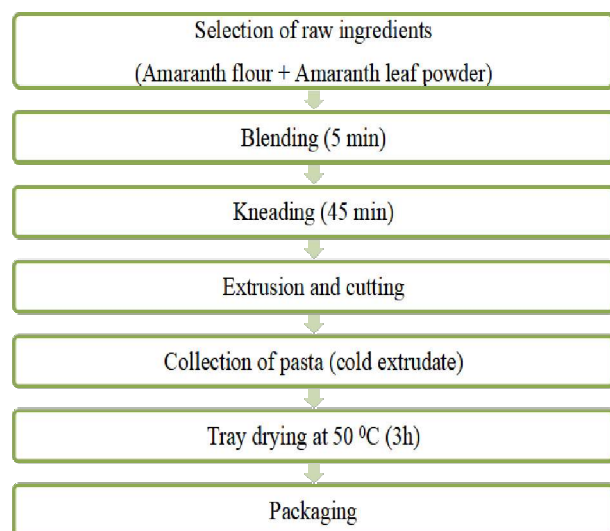 Selection of raw ingredients
(Amaranth flour + Amaranth leaf powder)
Blending (5 min)
Kneading (45 min)
Extrusion and cutting
Collection of pasta (cold extrudate)
Tray drying at 50 ⁰C (3h)
Packaging